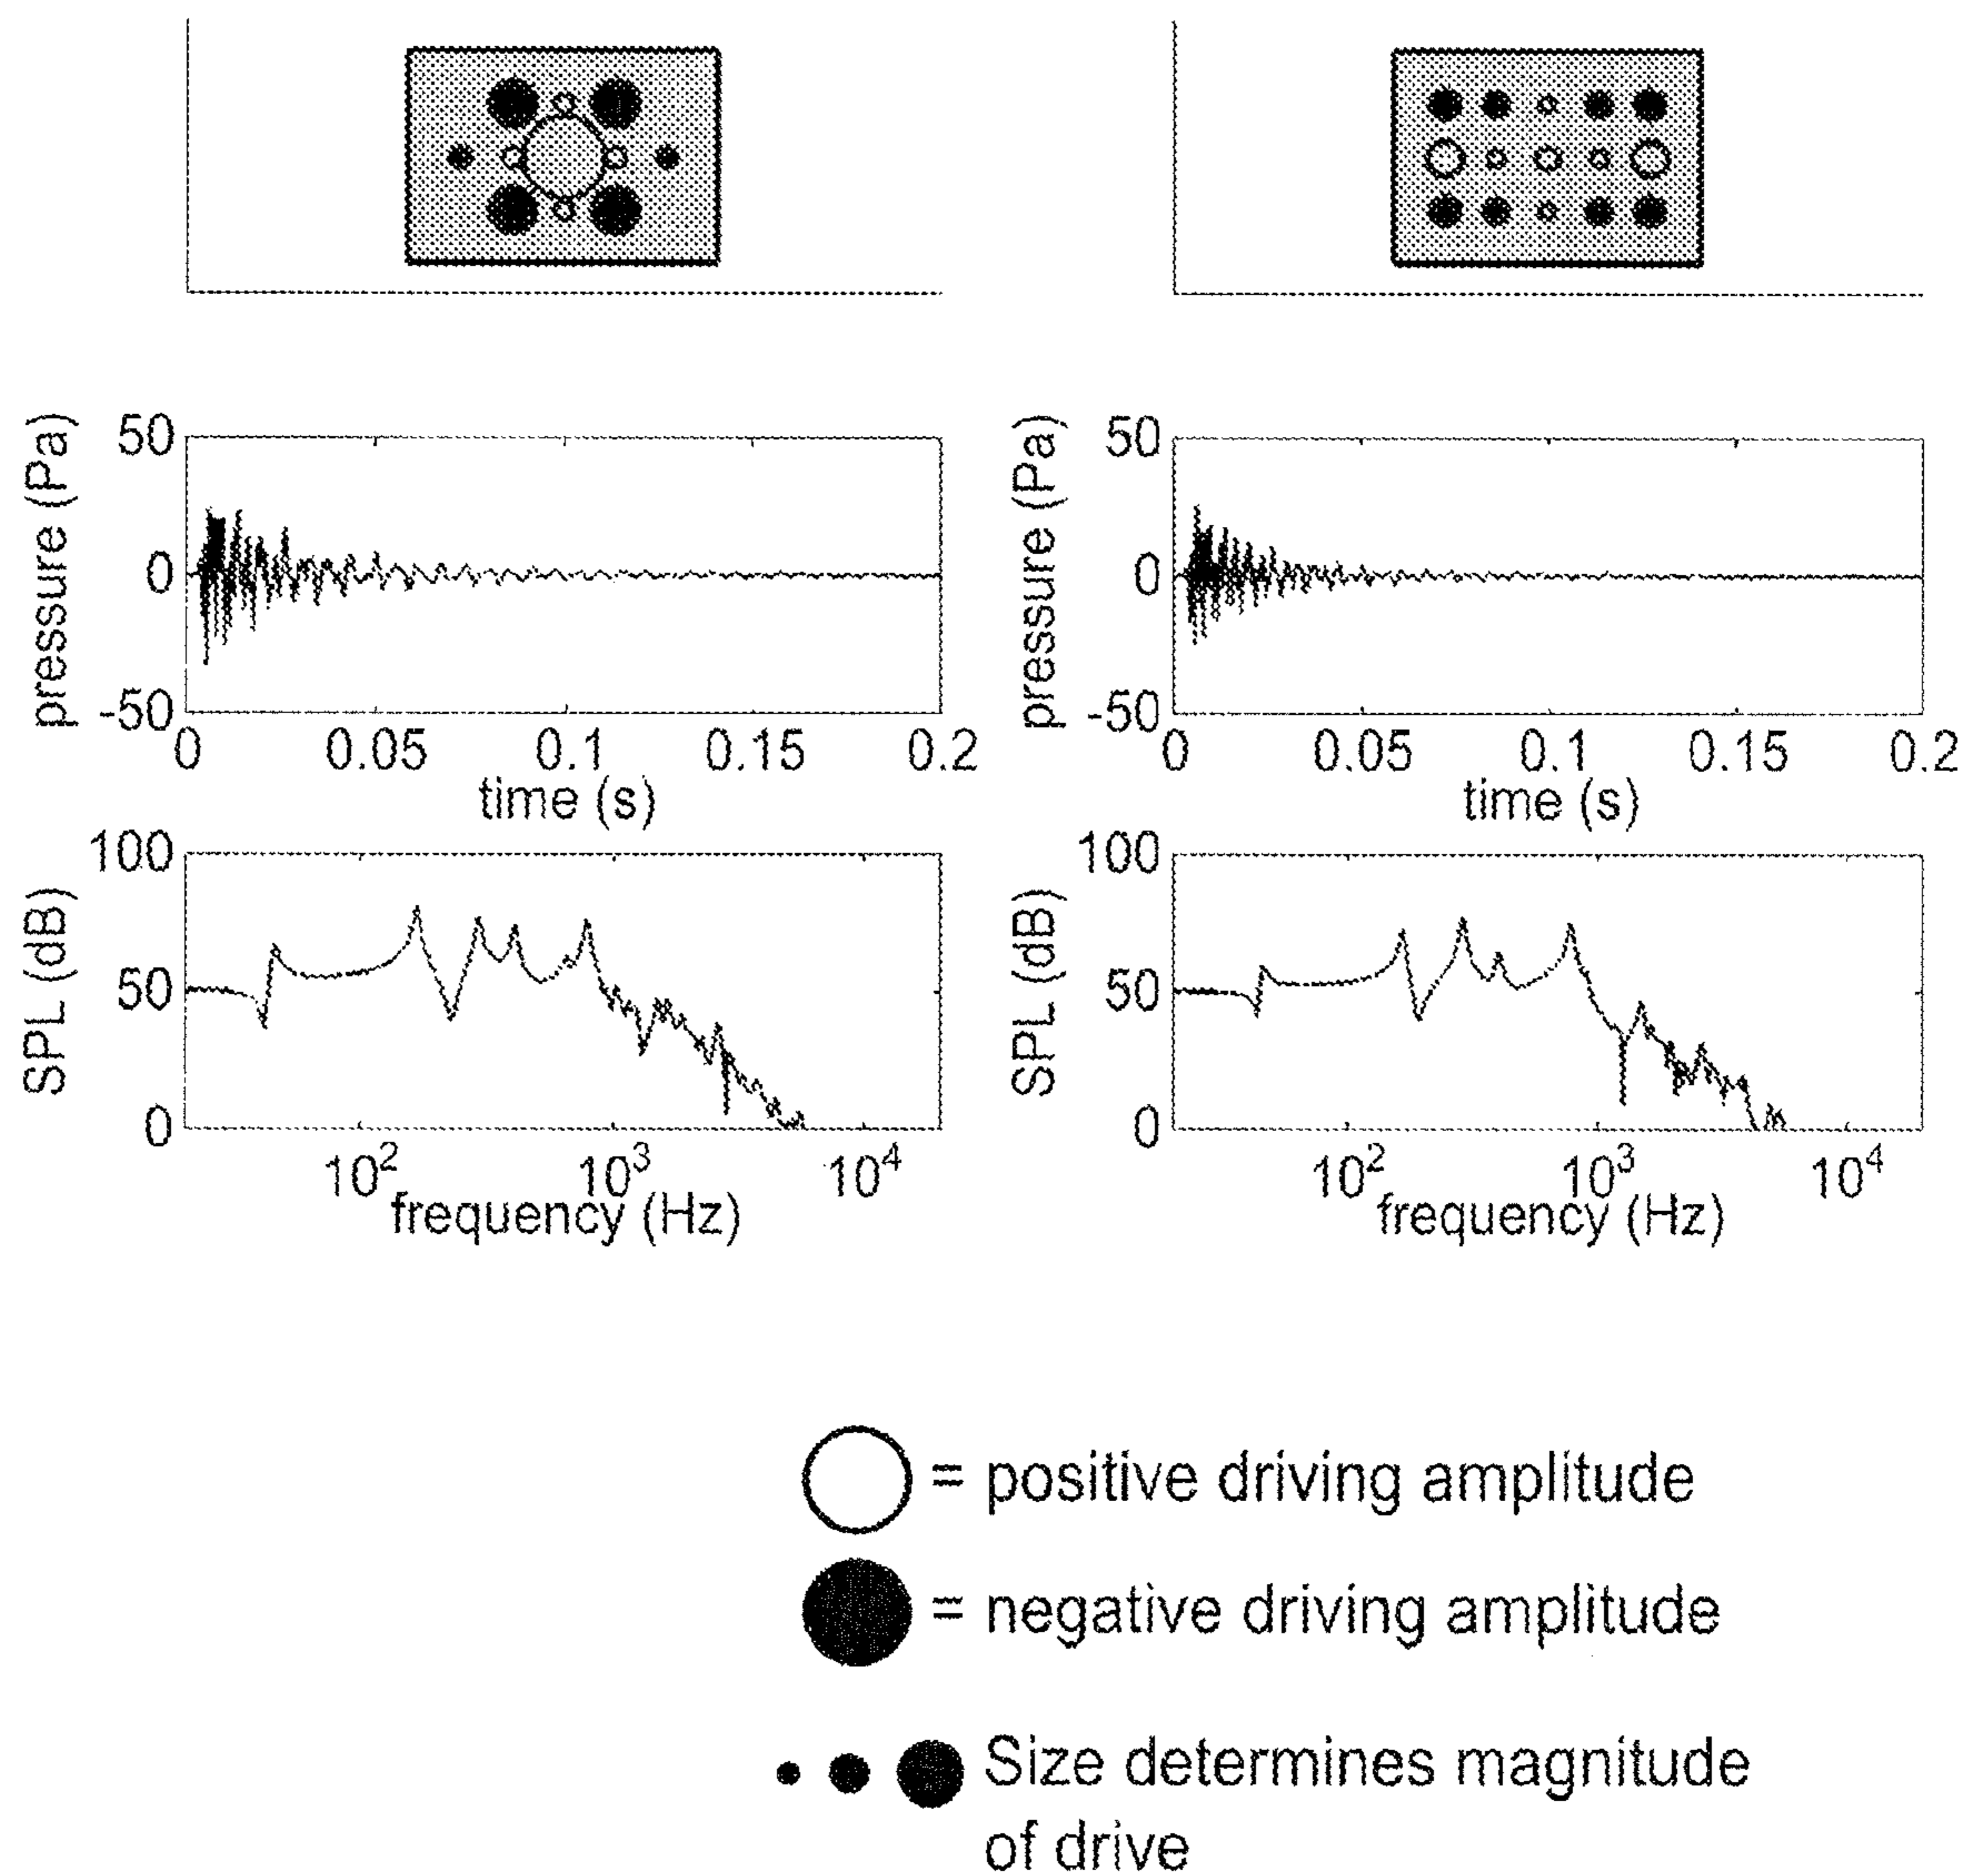 50
0
-50
pressure (Pa)
0 0.05 0.1 0.15 0.2
time (s)
50
0
-50
pressure (Pa)
0 0.05 0.1 0.15 0.2
time (s)
100
50
0
SPL (dB)
10² 10³ 10⁴
frequency (Hz)
100
50
0
SPL (dB)
10² 10³ 10⁴
frequency (Hz)
= positive driving amplitude
= negative driving amplitude
Size determines magnitude
of drive